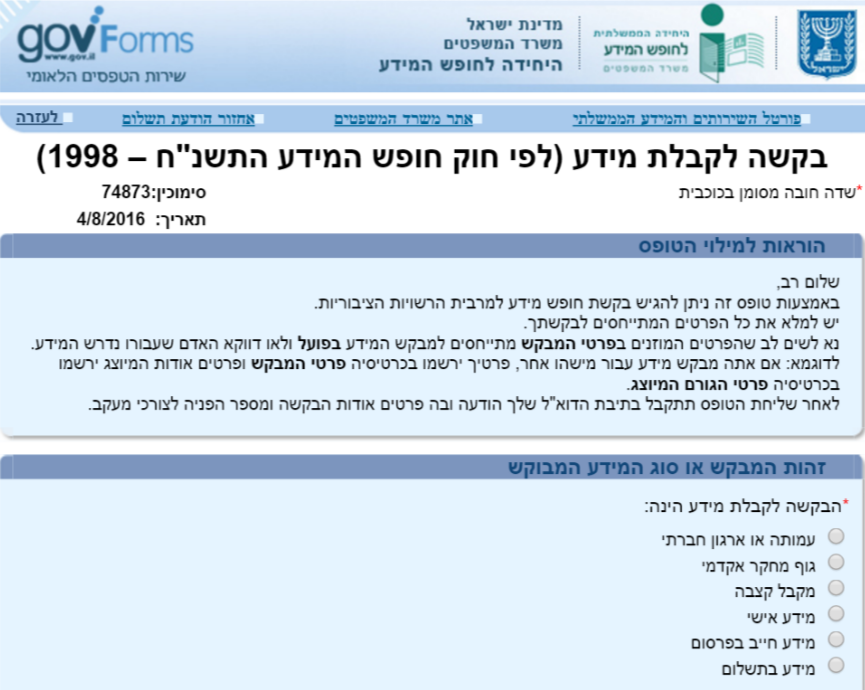 govForms
www.gov.il
שירות הטפסים הלאומי
מדינת ישראל
משרד המשפטים
היחידה לחופש המידע
היחידה הממשלתית
לחופש המידע
משרד המשפטים
ישראל
פורטל השירותים והמידע הממשלתי
אתר משרד המשפטים
אחזור הודעת תשלום
לעזרה
בקשה לקבלת מידע (לפי חוק חופש המידע התשנ"ח – 1998)
*שדה חובה מסומן בכוכבית
סימוכין:74873
תאריך: 4/8/2016
הוראות למילוי הטופס
שלום רב,
באמצעות טופס זה ניתן להגיש בקשת חופש מידע למרבית הרשויות הציבוריות.
יש למלא את כל הפרטים המתייחסים לבקשתך.
נא לשים לב שהפרטים המוזנים בפרטי המבקש מתייחסים למבקש המידע בפועל ולאו דווקא האדם שעבורו נדרש המידע.
לדוגמא: אם אתה מבקש מידע עבור מישהו אחר, פרטיך ירשמו בכרטיסיה פרטי המבקש ופרטים אודות המיוצג ירשמו
בכרטיסיה פרטי הגורם המיוצג.
לאחר שליחת הטופס תתקבל בתיבת הדוא"ל שלך הודעה ובה פרטים אודות הבקשה ומספר הפניה לצורכי מעקב.
זהות המבקש או סוג המידע המבוקש
*הבקשה לקבלת מידע הינה:
עמותה או ארגון חברתי
גוף מחקר אקדמי
מקבל קצבה
מידע אישי
מידע חייב בפרסום
מידע בתשלום